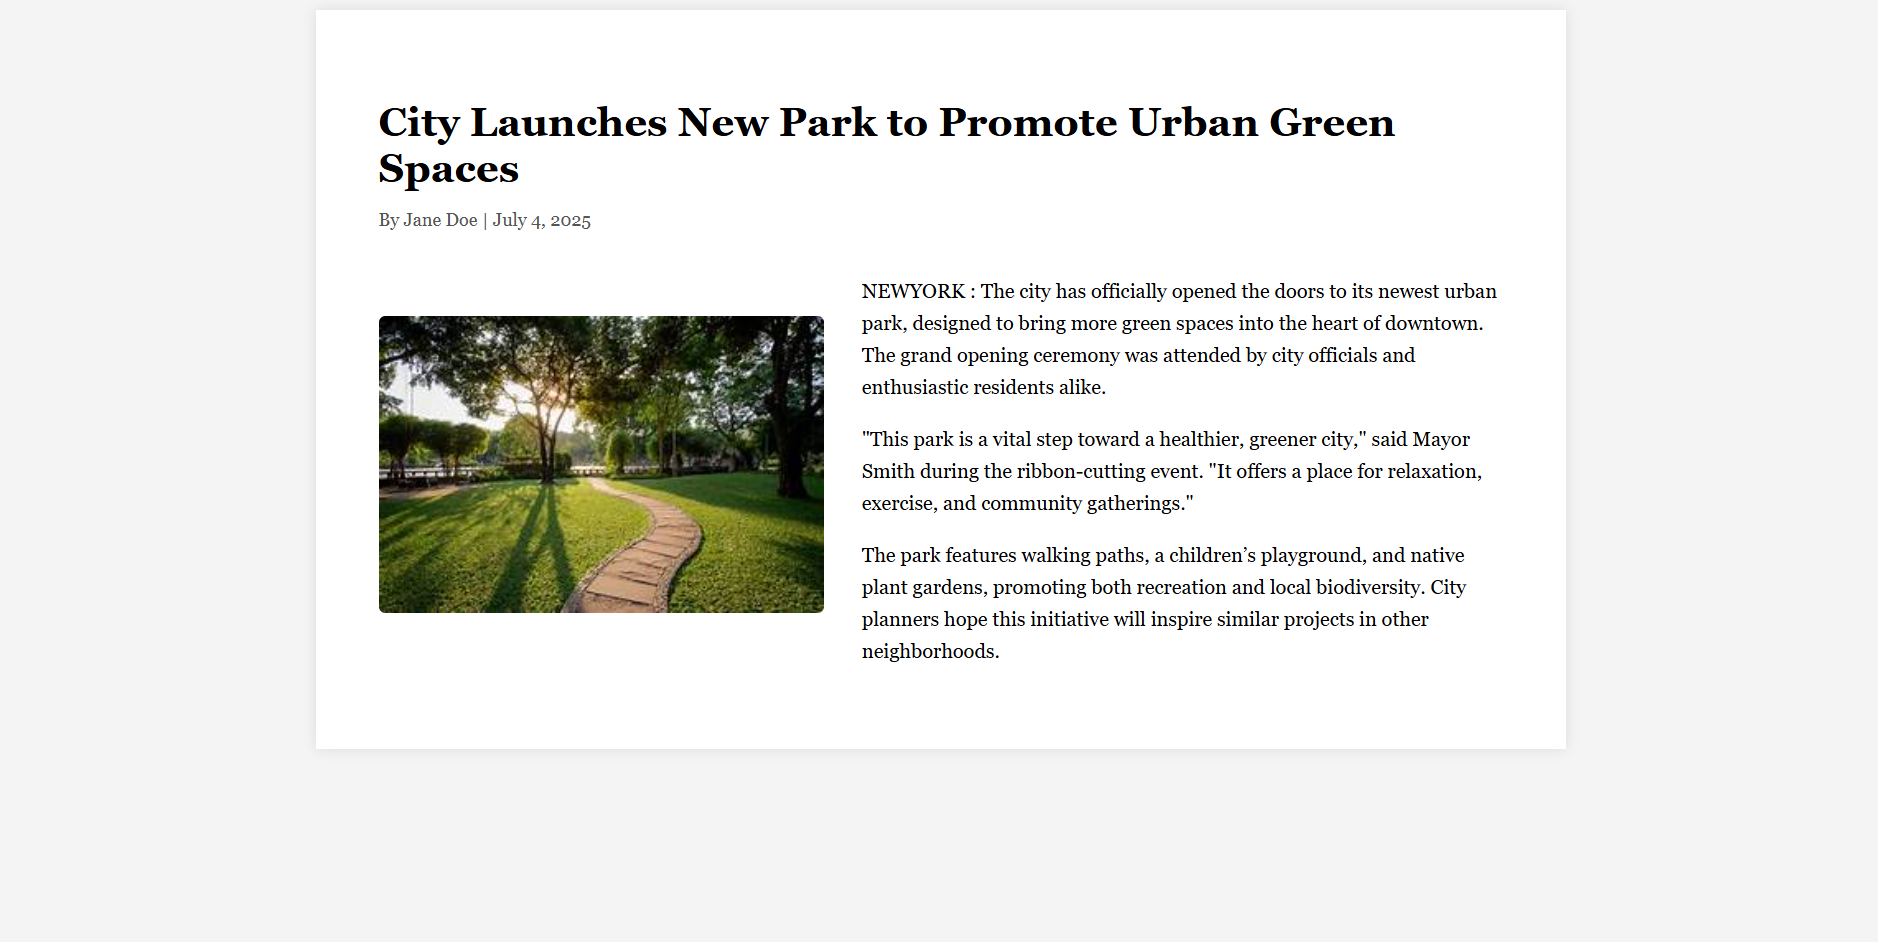 City Launches New Park to Promote Urban Green
Spaces
By Jane Doe | July 4, 2025
NEWYORK : The city has officially opened the doors to its newest urban
park, designed to bring more green spaces into the heart of downtown.
The grand opening ceremony was attended by city officials and
enthusiastic residents alike.
"This park is a vital step toward a healthier, greener city," said Mayor
Smith during the ribbon-cutting event. "It offers a place for relaxation,
exercise, and community gatherings."
The park features walking paths, a children’s playground, and native
plant gardens, promoting both recreation and local biodiversity. City
planners hope this initiative will inspire similar projects in other
neighborhoods.